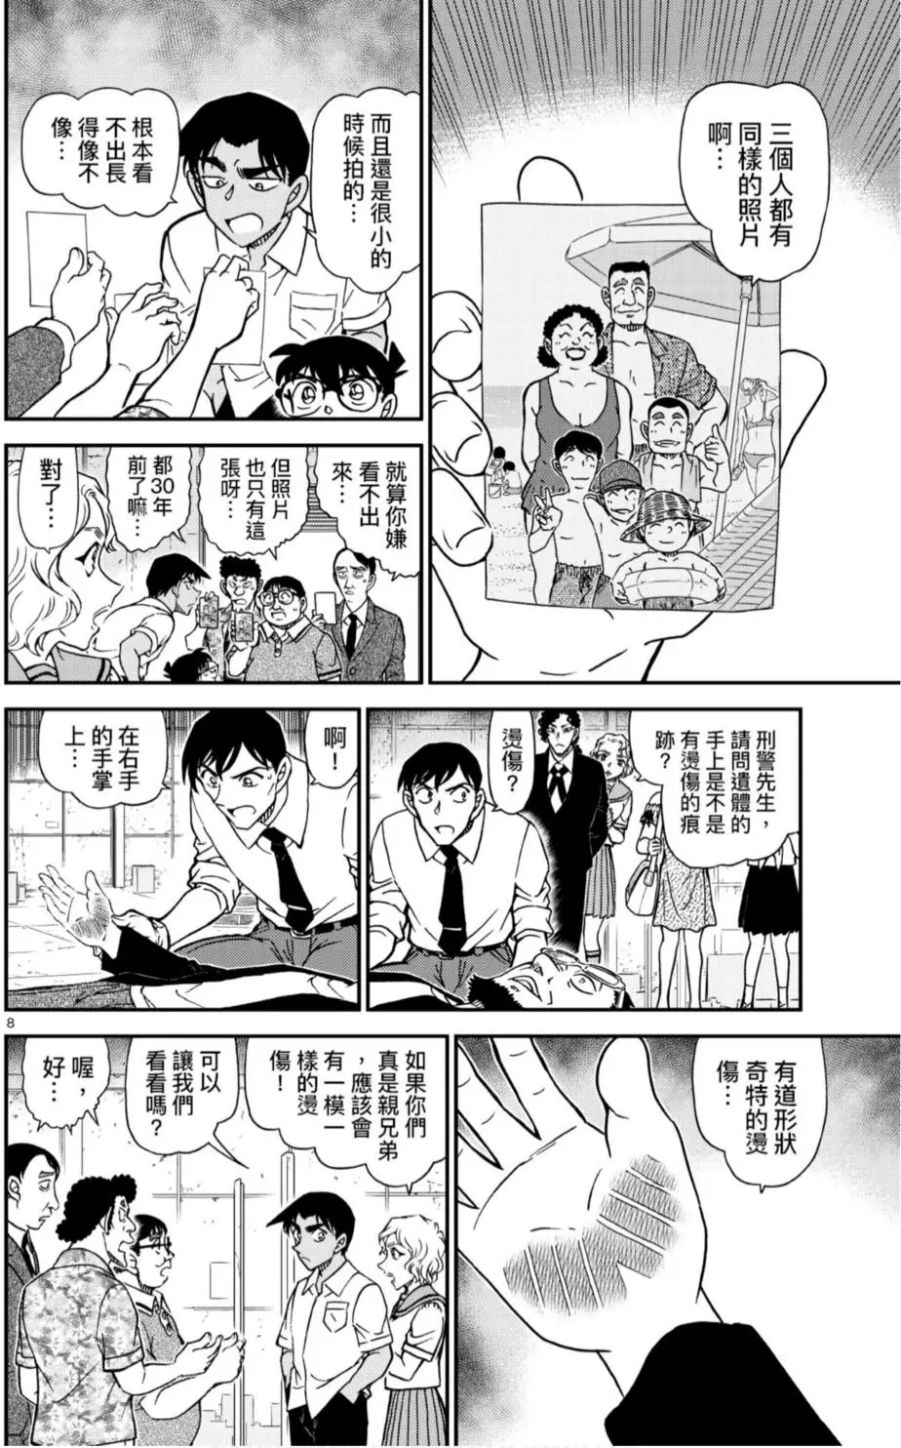 三個人都有
同樣的照片
啊…
而且還是很小的
時候拍的…
根本看
不出長
得像不
像…
就算你嫌
看不出
來…
但照片
也只有這
張呀…
都30年
前了嘛…
對了…
刑警先生，
請問遺體的
手上是不是
有燙傷的痕
跡？
燙傷？
啊！
在右手
的手掌
上…
8
有道形狀
奇特的燙
傷…
如果你們
真是親兄弟
，應該會
有一模一
樣的燙
傷！
可以
讓我們
看看嗎？
喔，
好…